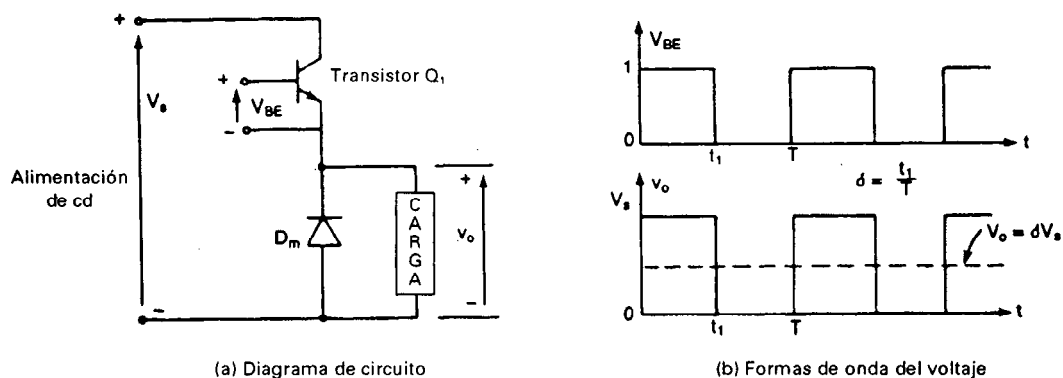 +
Transistor Q₁
+
V_s
V_BE
−
Alimentación
de cd
D_m
CARGA
+
v_o
−
−
(a) Diagrama de circuito
V_BE
1
0
t₁
T
t
d = t₁/T
V_s
v_o
V_o = dV_s
0
t₁
T
t
(b) Formas de onda del voltaje